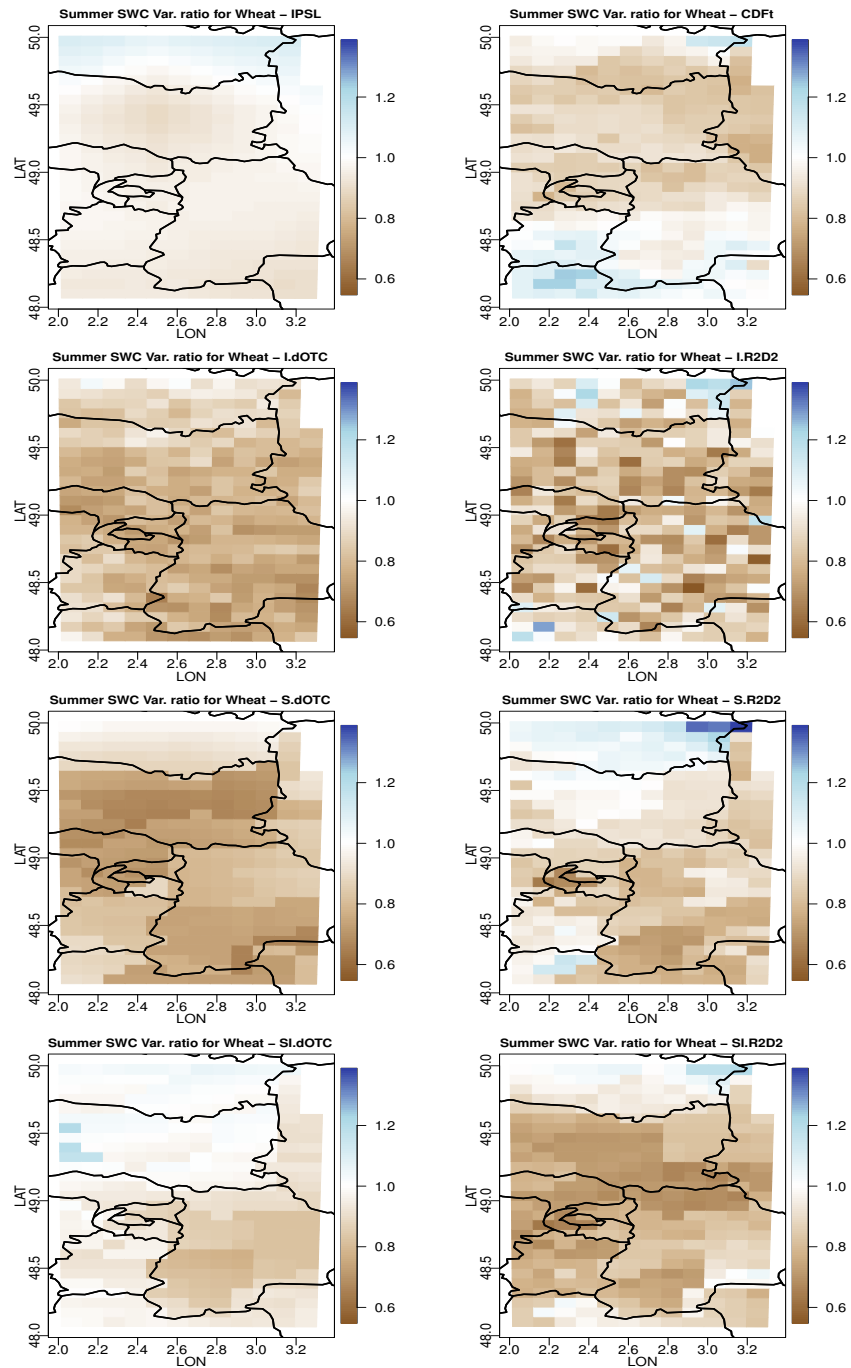 Summer SWC Var. ratio for Wheat – IPSL
50.0
49.5
49.0
48.5
48.0
LAT
2.0 2.2 2.4 2.6 2.8 3.0 3.2
LON
1.2
1.0
0.8
0.6
Summer SWC Var. ratio for Wheat – CDFt
50.0
49.5
49.0
48.5
48.0
LAT
2.0 2.2 2.4 2.6 2.8 3.0 3.2
LON
1.2
1.0
0.8
0.6
Summer SWC Var. ratio for Wheat – I.dOTC
50.0
49.5
49.0
48.5
48.0
LAT
2.0 2.2 2.4 2.6 2.8 3.0 3.2
LON
1.2
1.0
0.8
0.6
Summer SWC Var. ratio for Wheat – I.R2D2
50.0
49.5
49.0
48.5
48.0
LAT
2.0 2.2 2.4 2.6 2.8 3.0 3.2
LON
1.2
1.0
0.8
0.6
Summer SWC Var. ratio for Wheat – S.dOTC
50.0
49.5
49.0
48.5
48.0
LAT
2.0 2.2 2.4 2.6 2.8 3.0 3.2
LON
1.2
1.0
0.8
0.6
Summer SWC Var. ratio for Wheat – S.R2D2
50.0
49.5
49.0
48.5
48.0
LAT
2.0 2.2 2.4 2.6 2.8 3.0 3.2
LON
1.2
1.0
0.8
0.6
Summer SWC Var. ratio for Wheat – SI.dOTC
50.0
49.5
49.0
48.5
48.0
LAT
2.0 2.2 2.4 2.6 2.8 3.0 3.2
LON
1.2
1.0
0.8
0.6
Summer SWC Var. ratio for Wheat – SI.R2D2
50.0
49.5
49.0
48.5
48.0
LAT
2.0 2.2 2.4 2.6 2.8 3.0 3.2
LON
1.2
1.0
0.8
0.6